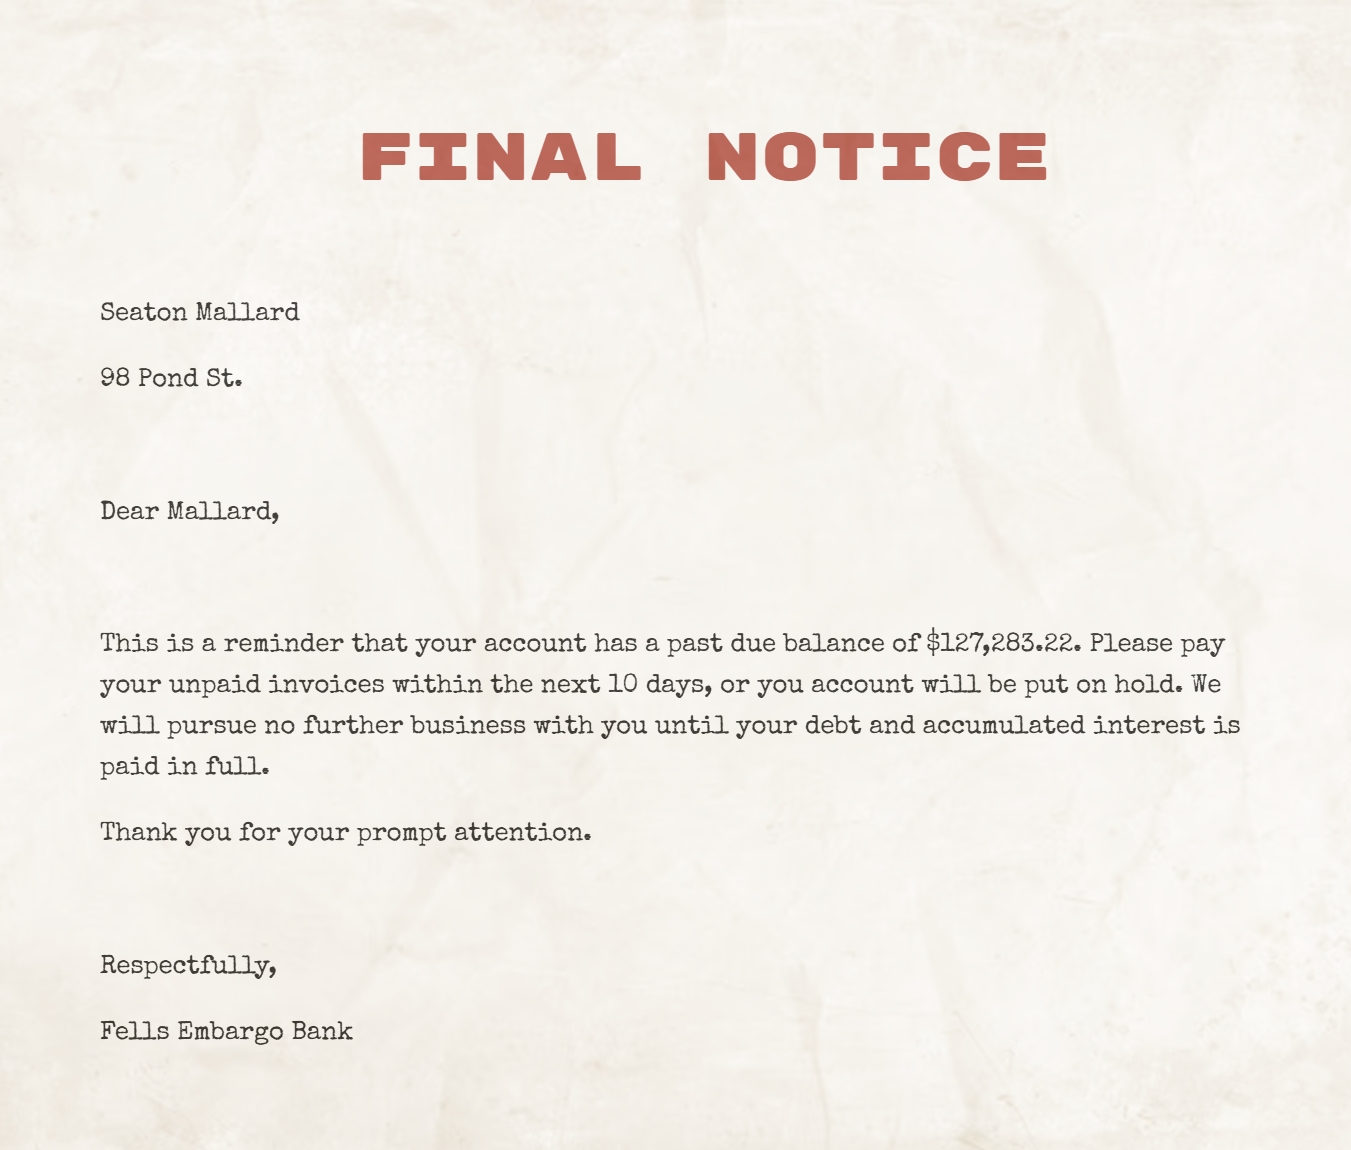 FINAL NOTICE
Seaton Mallard
98 Pond St.
Dear Mallard,
This is a reminder that your account has a past due balance of $127,283.22. Please pay
your unpaid invoices within the next 10 days, or you account will be put on hold. We
will pursue no further business with you until your debt and accumulated interest is
paid in full.
Thank you for your prompt attention.
Respectfully,
Fells Embargo Bank